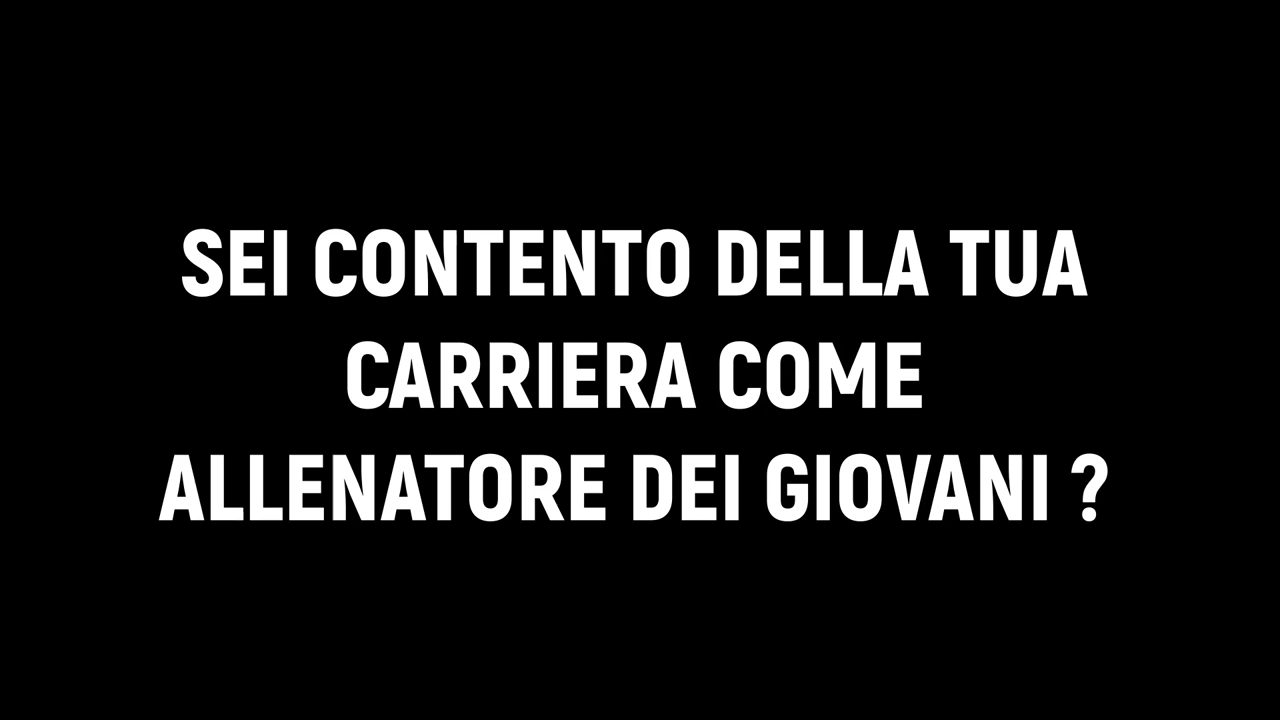 SEI CONTENTO DELLA TUA
CARRIERA COME
ALLENATORE DEI GIOVANI ?